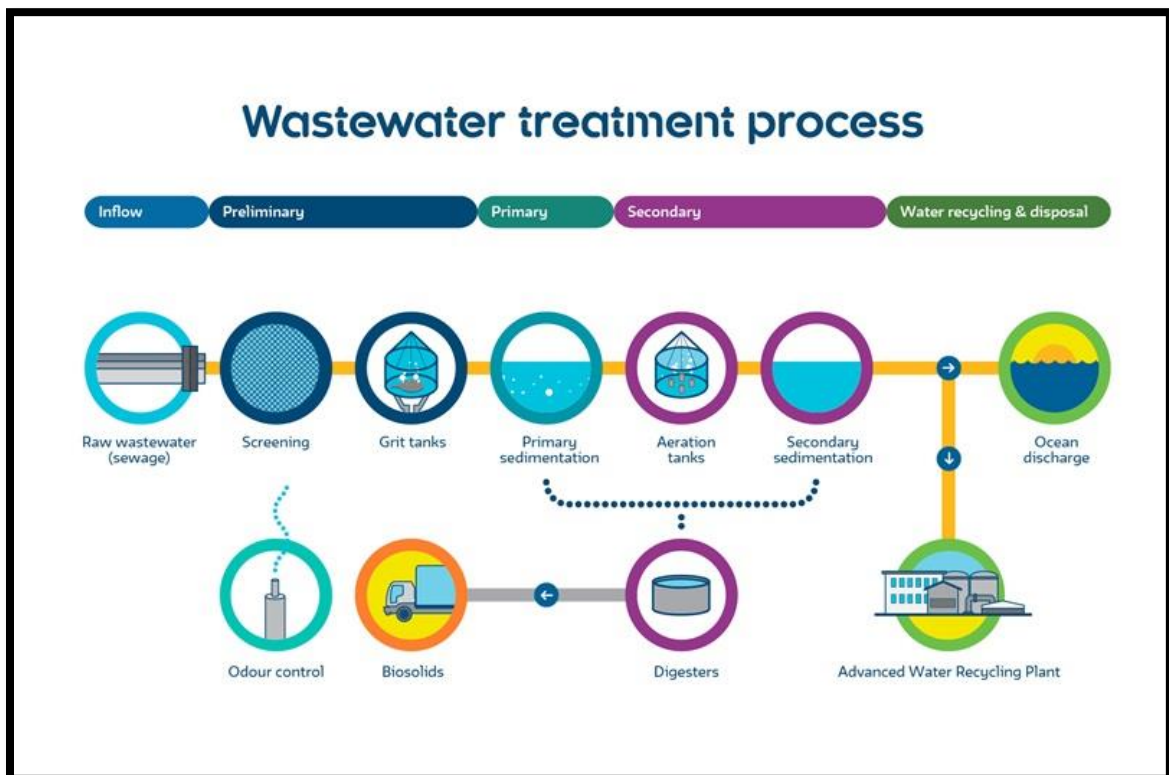 Wastewater treatment process
Inflow
Preliminary
Primary
Secondary
Water recycling & disposal
Raw wastewater
(sewage)
Screening
Grit tanks
Primary
sedimentation
Aeration
tanks
Secondary
sedimentation
Ocean
discharge
Odour control
Biosolids
Digesters
Advanced Water Recycling Plant